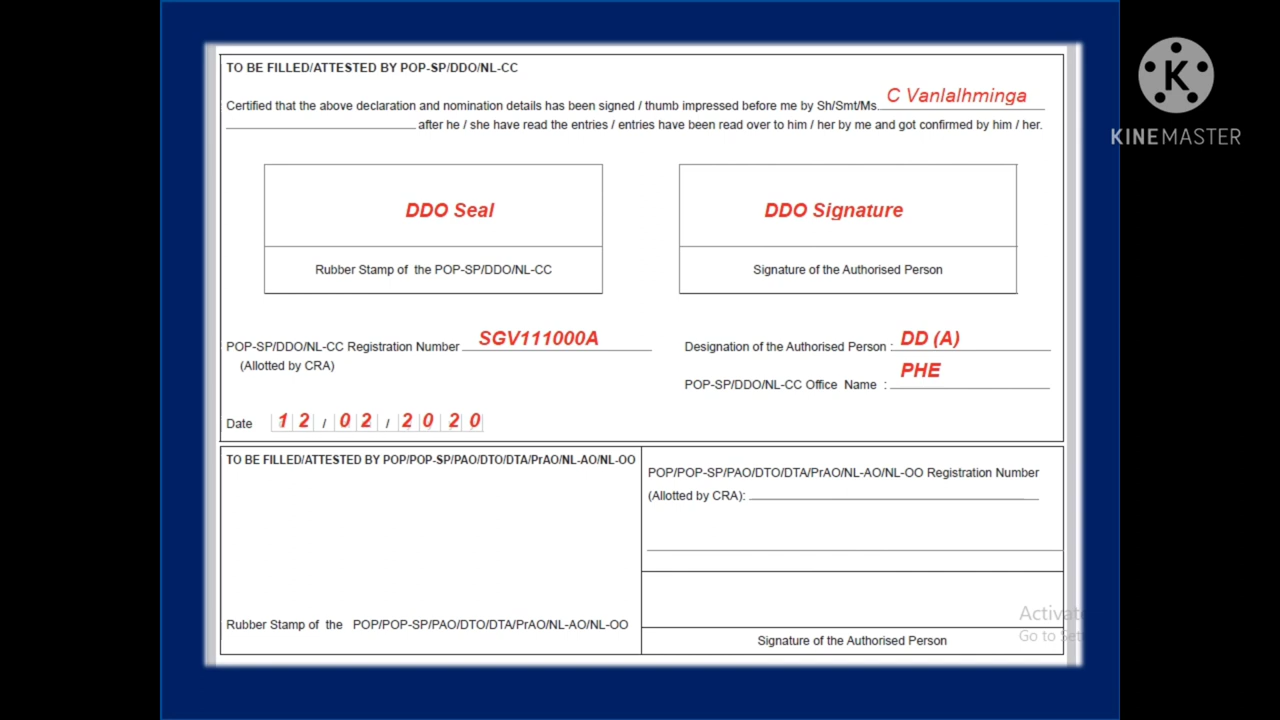 TO BE FILLED/ATTESTED BY POP-SP/DDO/NL-CC
Certified that the above declaration and nomination details has been signed / thumb impressed before me by Sh/Smt/Ms. C Vanlalhminga
after he / she have read the entries / entries have been read over to him / her by me and got confirmed by him / her.
DDO Seal
Rubber Stamp of the POP-SP/DDO/NL-CC
DDO Signature
Signature of the Authorised Person
POP-SP/DDO/NL-CC Registration Number SGV111000A
(Allotted by CRA)
Designation of the Authorised Person : DD (A)
POP-SP/DDO/NL-CC Office Name : PHE
Date 12/02/2020
TO BE FILLED/ATTESTED BY POP/POP-SP/PAO/DTO/DTA/PrAO/NL-AO/NL-OO
Rubber Stamp of the POP/POP-SP/PAO/DTO/DTA/PrAO/NL-AO/NL-OO
POP/POP-SP/PAO/DTO/DTA/PrAO/NL-AO/NL-OO Registration Number
(Allotted by CRA):
Signature of the Authorised Person
K
KINEMASTER
Go to